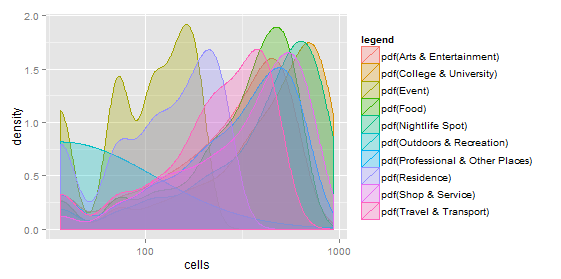 2.0
1.5
1.0
0.5
0.0
density
100
1000
cells
legend
pdf(Arts & Entertainment)
pdf(College & University)
pdf(Event)
pdf(Food)
pdf(Nightlife Spot)
pdf(Outdoors & Recreation)
pdf(Professional & Other Places)
pdf(Residence)
pdf(Shop & Service)
pdf(Travel & Transport)